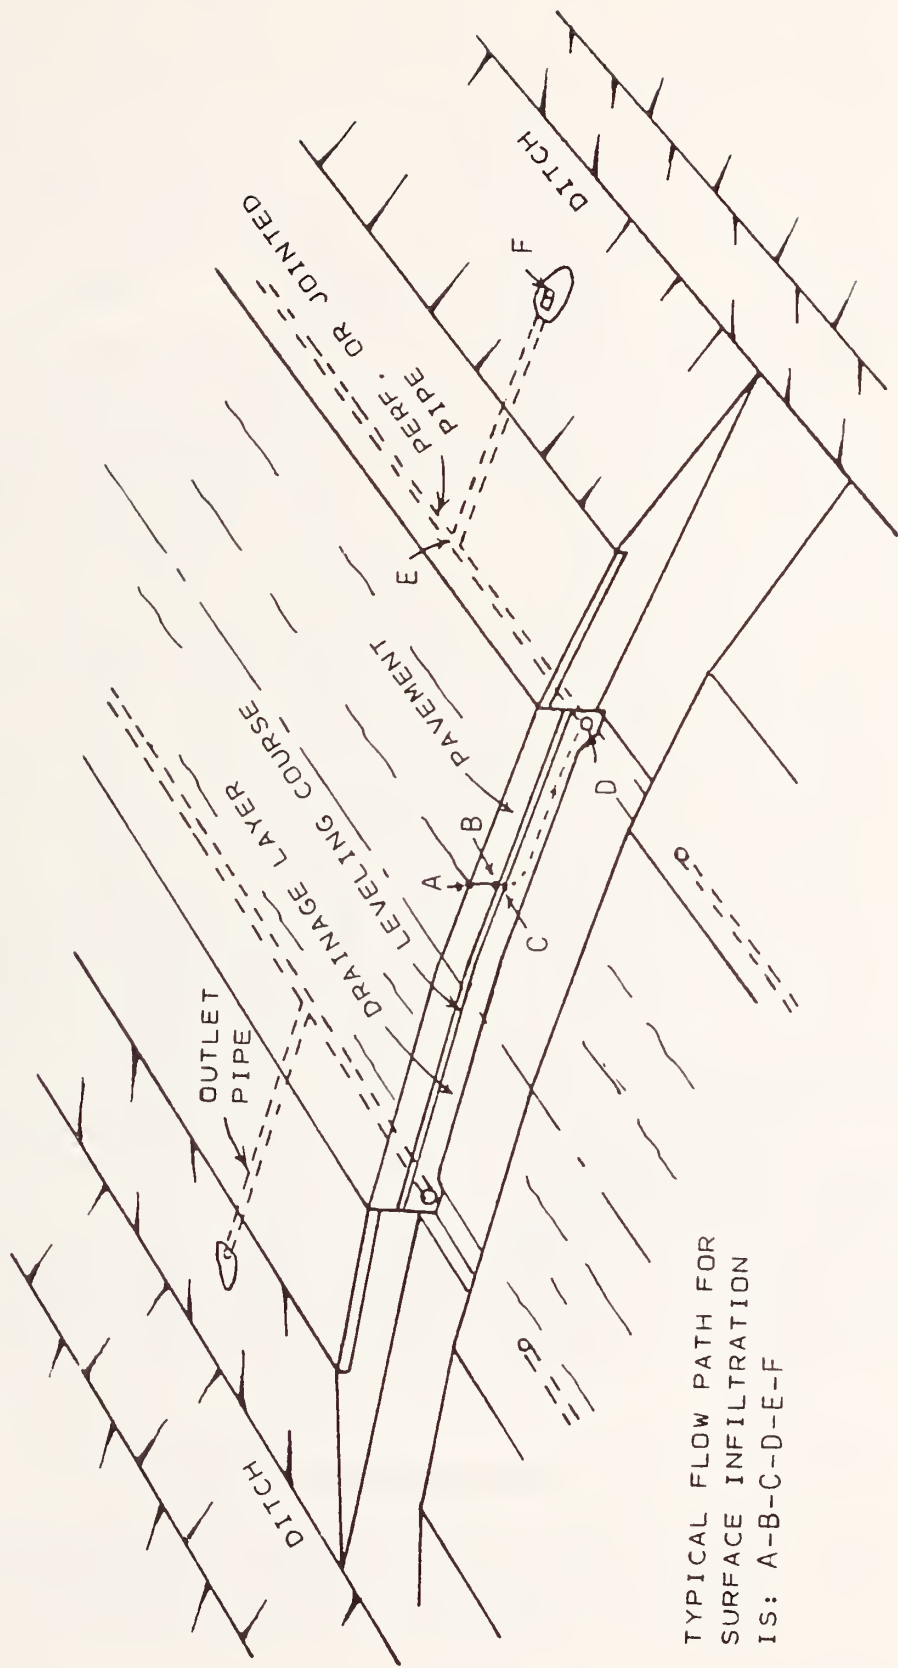 DITCH
OUTLET
PIPE
DRAINAGE LAYER
LEVELING COURSE
PAVEMENT
PERF. OR JOINTED
PIPE
DITCH
A
B
C
D
E
F
TYPICAL FLOW PATH FOR
SURFACE INFILTRATION
IS: A-B-C-D-E-F